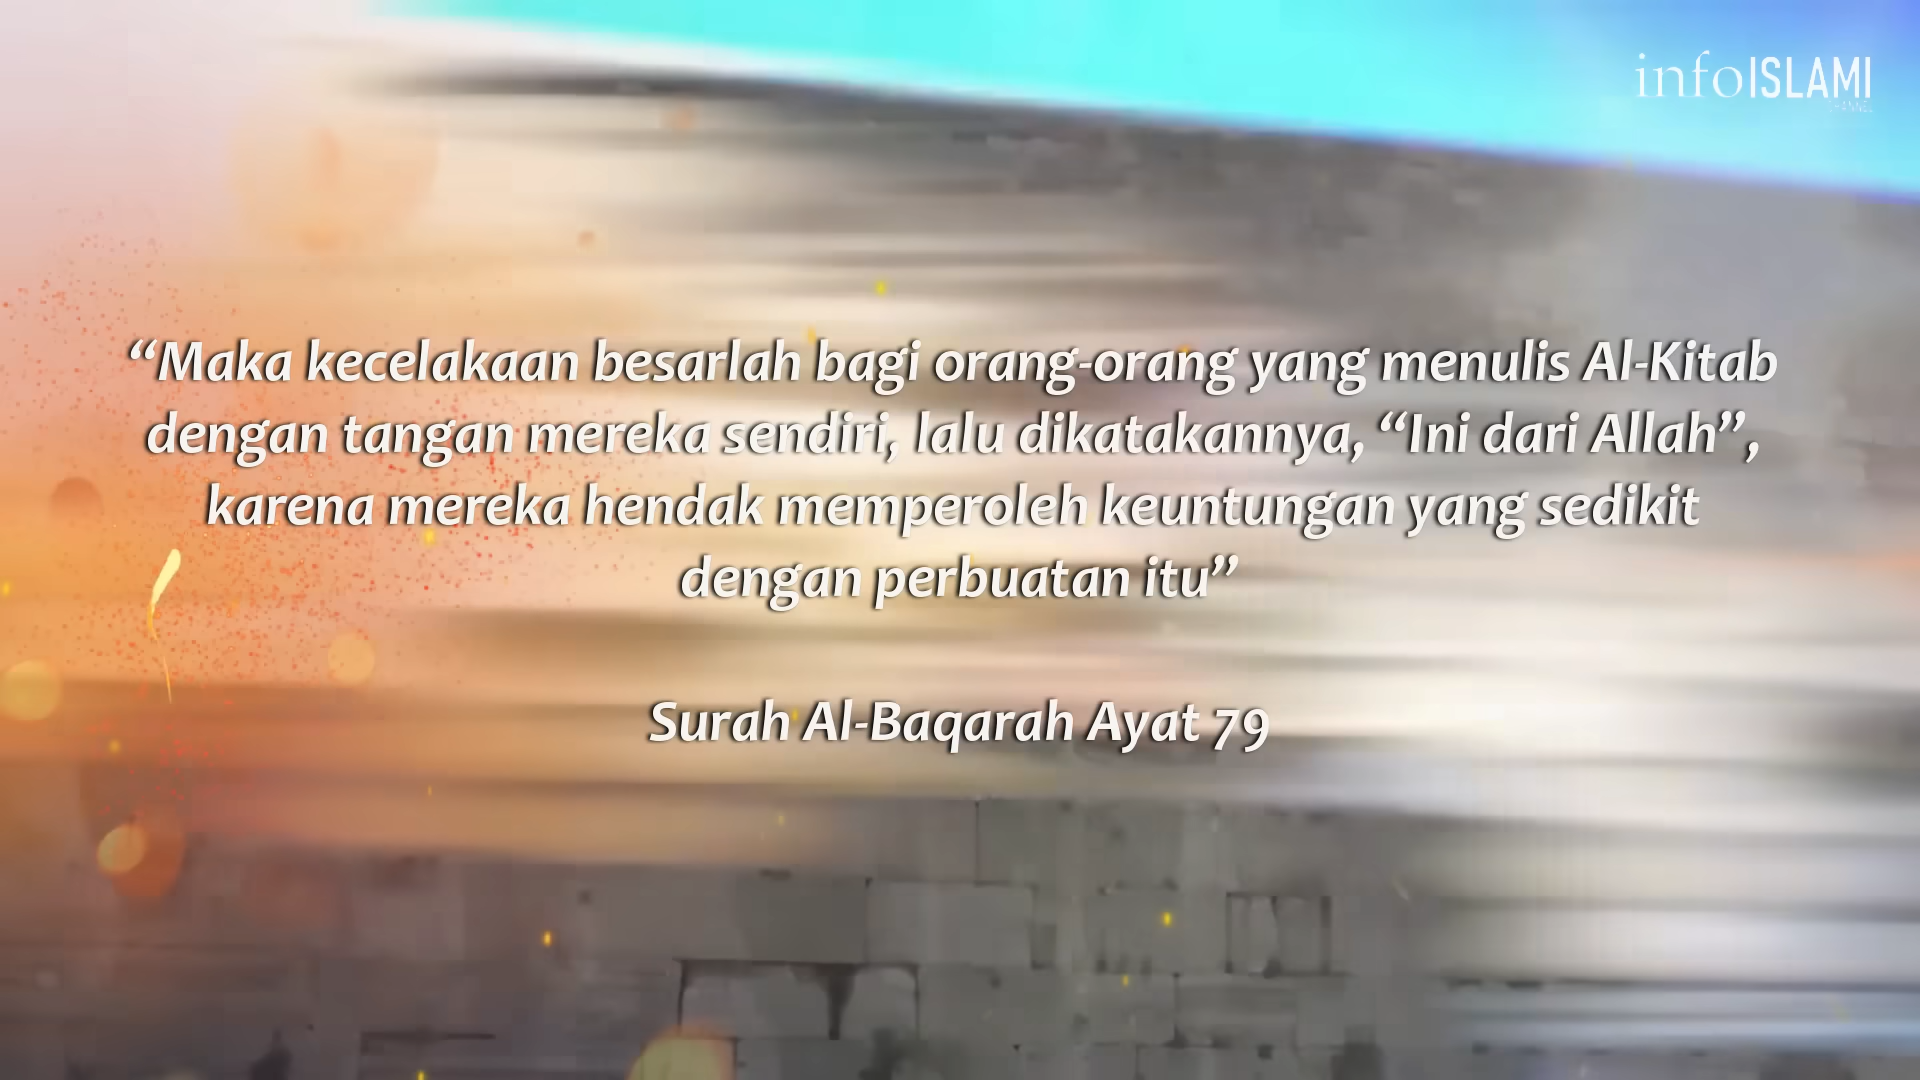 infoISLAMI
CHANNEL
“Maka kecelakaan besarlah bagi orang-orang yang menulis Al-Kitab
dengan tangan mereka sendiri, lalu dikatakannya, “Ini dari Allah”,
karena mereka hendak memperoleh keuntungan yang sedikit
dengan perbuatan itu”
Surah Al-Baqarah Ayat 79